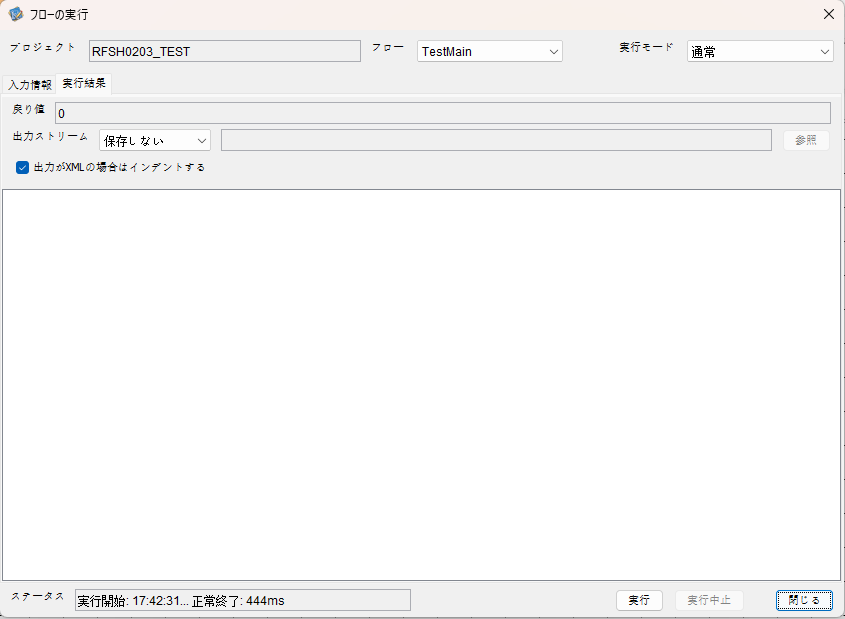 フローの実行
プロジェクト RFSH0203_TEST フロー TestMain 実行モード 通常
入力情報 実行結果
戻り値 0
出力ストリーム 保存しない 参照
出力がXMLの場合はインデントする
ステータス 実行開始: 17:42:31... 正常終了: 444ms 実行 実行中止 閉じる